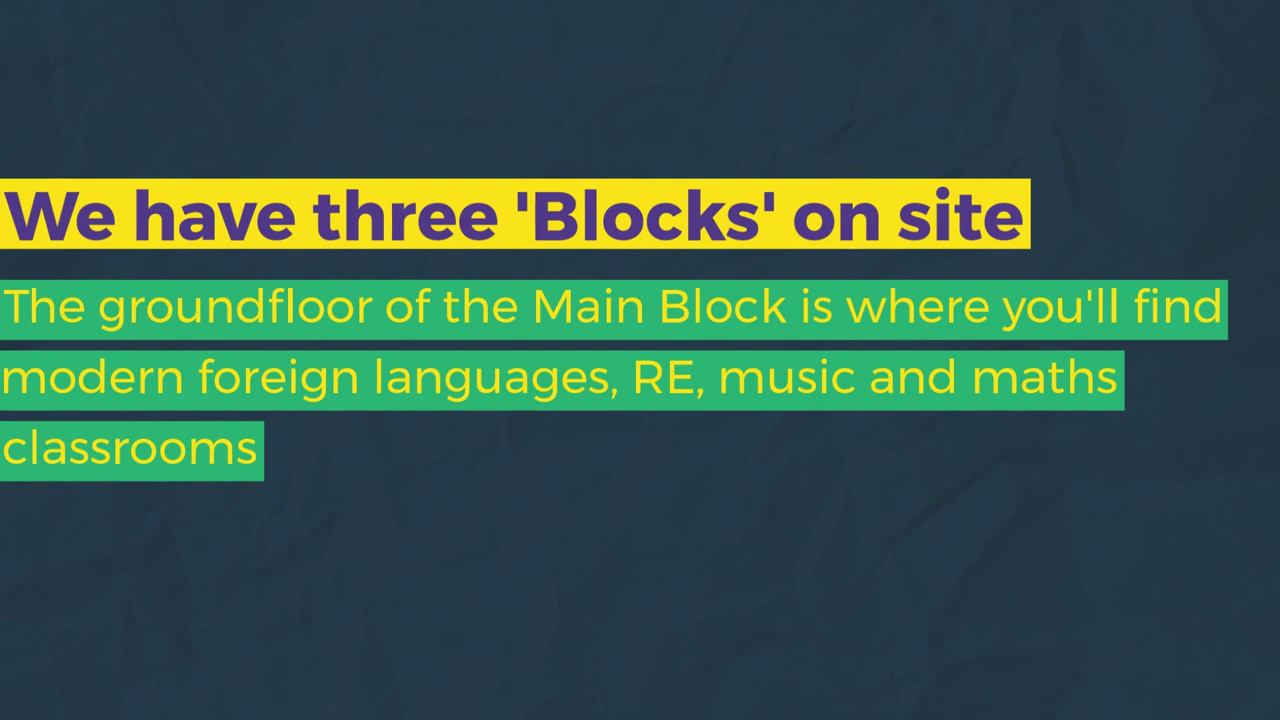 We have three 'Blocks' on site
The groundfloor of the Main Block is where you'll find
modern foreign languages, RE, music and maths
classrooms